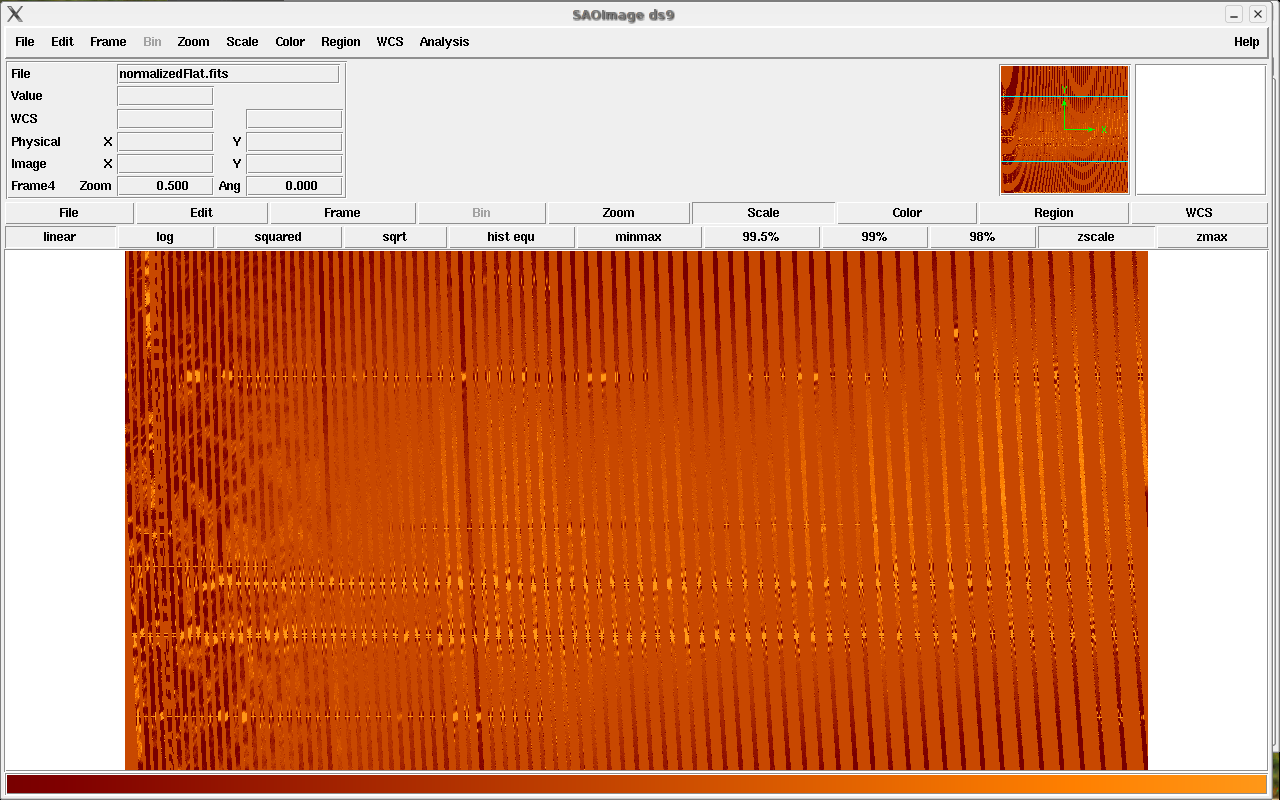 SAOImage ds9
File Edit Frame Bin Zoom Scale Color Region WCS Analysis Help
File normalizedFlat.fits
Value
WCS
Physical X Y
Image X Y
Frame4 Zoom 0.500 Ang 0.000
Y
X
File Edit Frame Bin Zoom Scale Color Region WCS
linear log squared sqrt hist equ minmax 99.5% 99% 98% zscale zmax